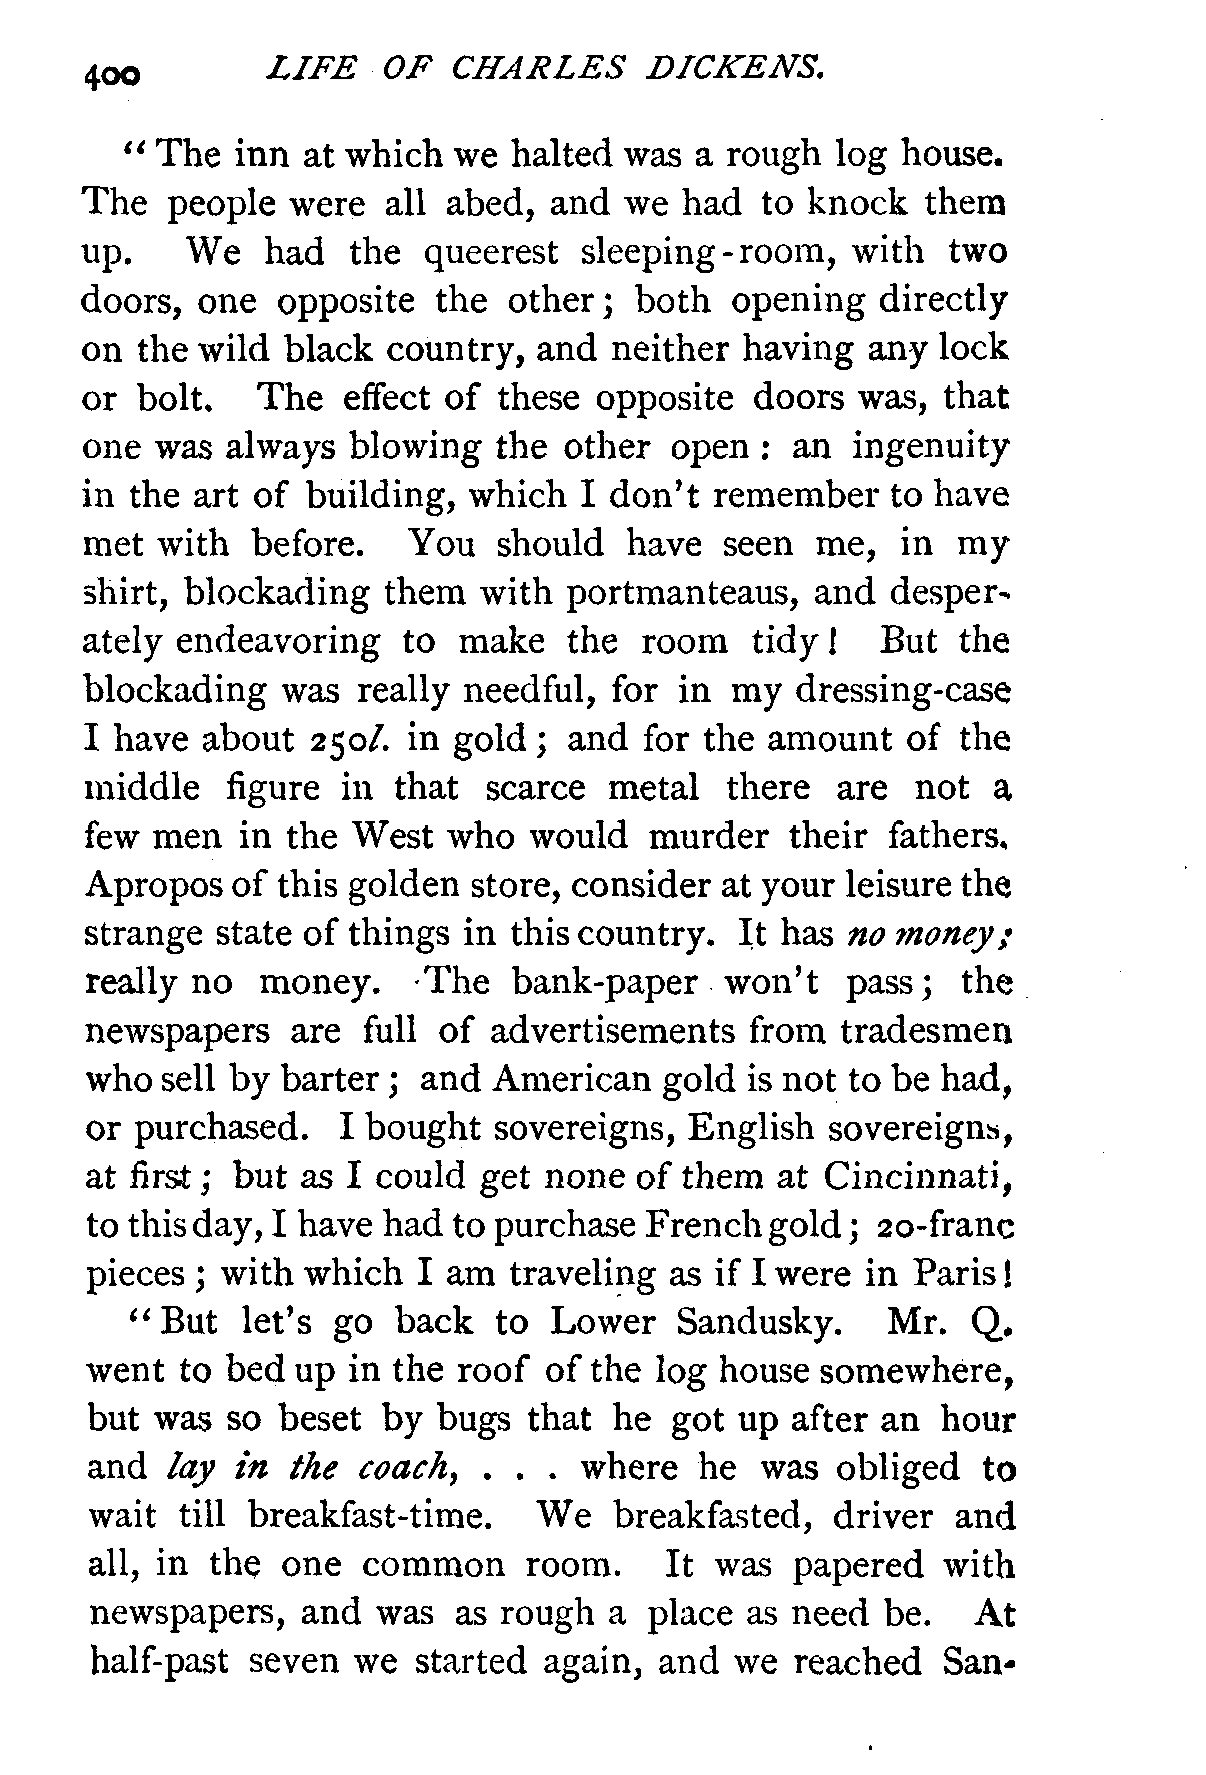 400 LIFE OF CHARLES DICKENS.
“The inn at which we halted was a rough log house.
The people were all abed, and we had to knock them
up. We had the queerest sleeping-room, with two
doors, one opposite the other; both opening directly
on the wild black country, and neither having any lock
or bolt. The effect of these opposite doors was, that
one was always blowing the other open: an ingenuity
in the art of building, which I don't remember to have
met with before. You should have seen me, in my
shirt, blockading them with portmanteaus, and desper-
ately endeavoring to make the room tidy! But the
blockading was really needful, for in my dressing-case
I have about 250l. in gold; and for the amount of the
middle figure in that scarce metal there are not a
few men in the West who would murder their fathers.
Apropos of this golden store, consider at your leisure the
strange state of things in this country. It has no money;
really no money. The bank-paper won't pass; the
newspapers are full of advertisements from tradesmen
who sell by barter; and American gold is not to be had,
or purchased. I bought sovereigns, English sovereigns,
at first; but as I could get none of them at Cincinnati,
to this day, I have had to purchase French gold; 20-franc
pieces; with which I am traveling as if I were in Paris!
“But let's go back to Lower Sandusky. Mr. Q.
went to bed up in the roof of the log house somewhere,
but was so beset by bugs that he got up after an hour
and lay in the coach, . . . where he was obliged to
wait till breakfast-time. We breakfasted, driver and
all, in the one common room. It was papered with
newspapers, and was as rough a place as need be. At
half-past seven we started again, and we reached San-